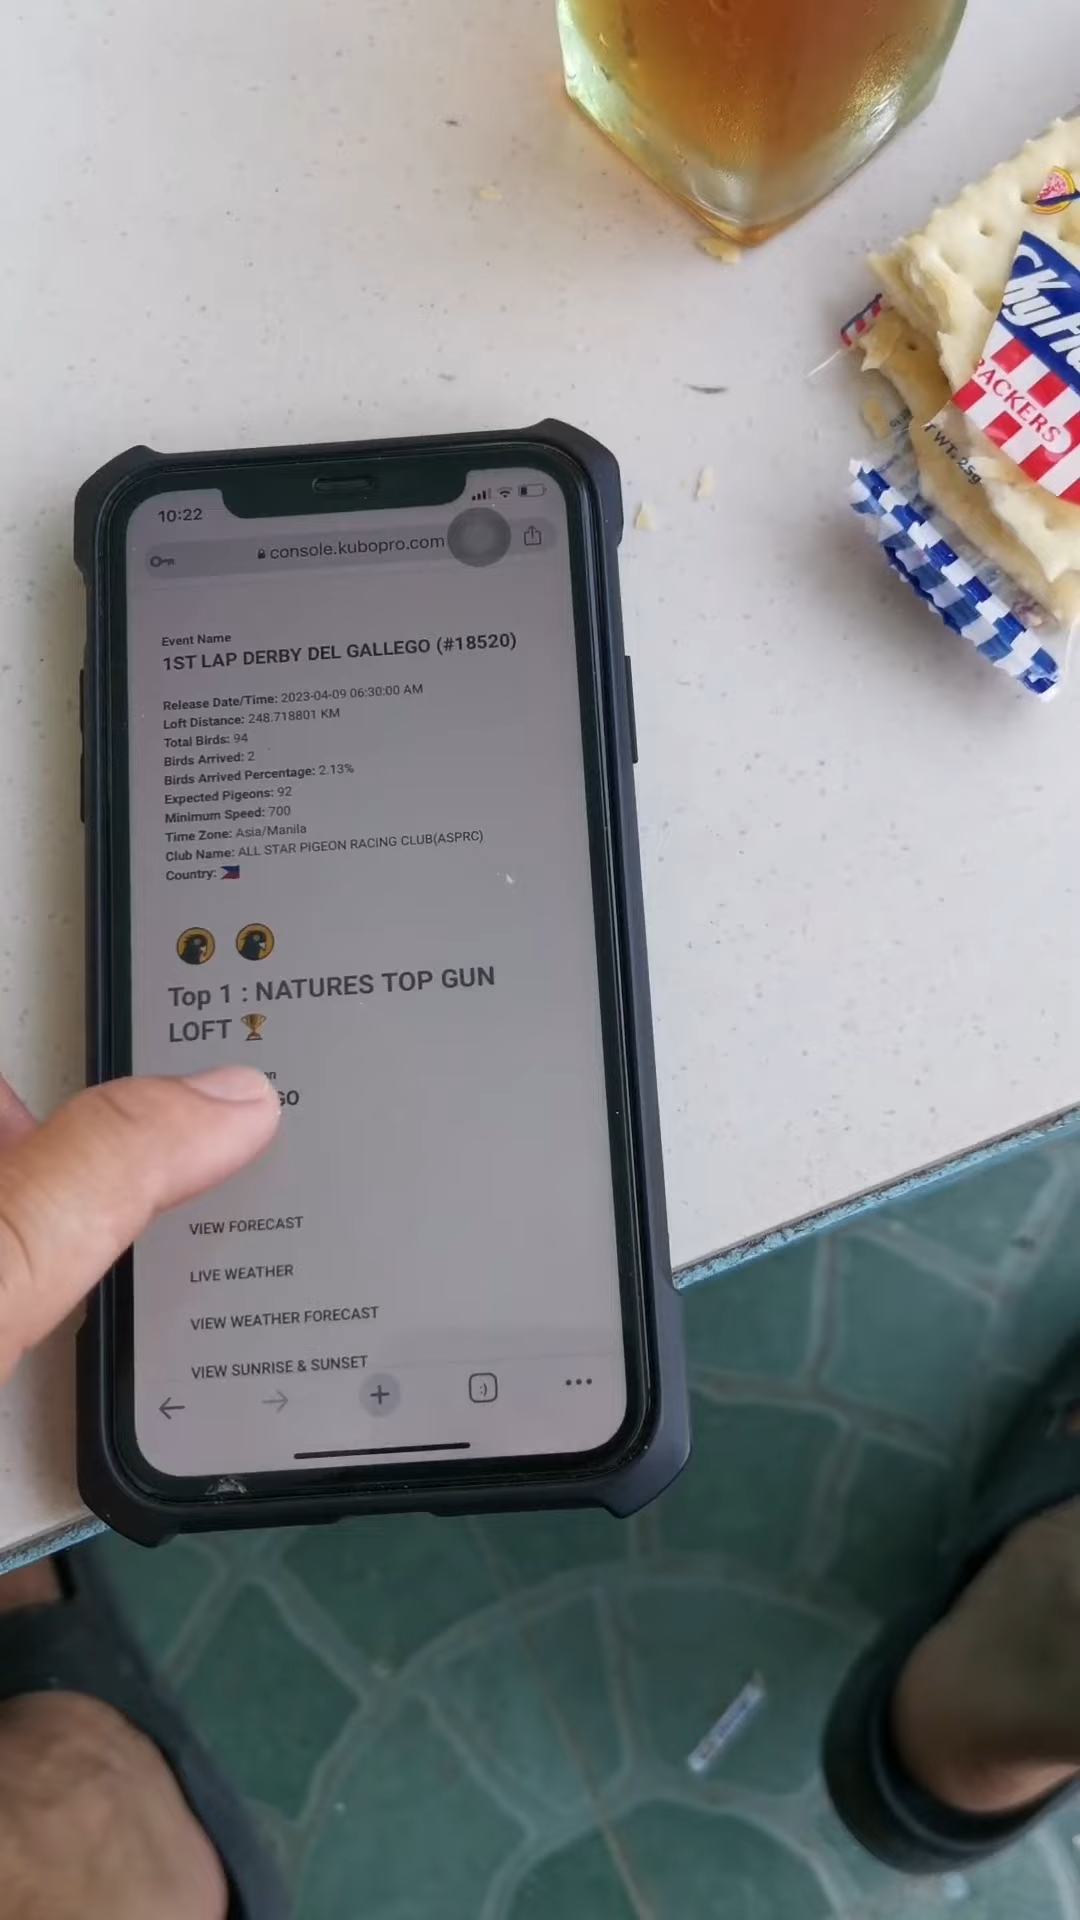 10:22
console.kubopro.com
Event Name
1ST LAP DERBY DEL GALLEGO (#18520)
Release Date/Time: 2023-04-09 06:30:00 AM
Loft Distance: 248.718801 KM
Total Birds: 94
Birds Arrived: 2
Birds Arrived Percentage: 2.13%
Expected Pigeons: 92
Minimum Speed: 700
Time Zone: Asia/Manila
Club Name: ALL STAR PIGEON RACING CLUB(ASPRC)
Country:
Top 1 : NATURES TOP GUN
LOFT
VIEW FORECAST
LIVE WEATHER
VIEW WEATHER FORECAST
VIEW SUNRISE & SUNSET
WT. 25g